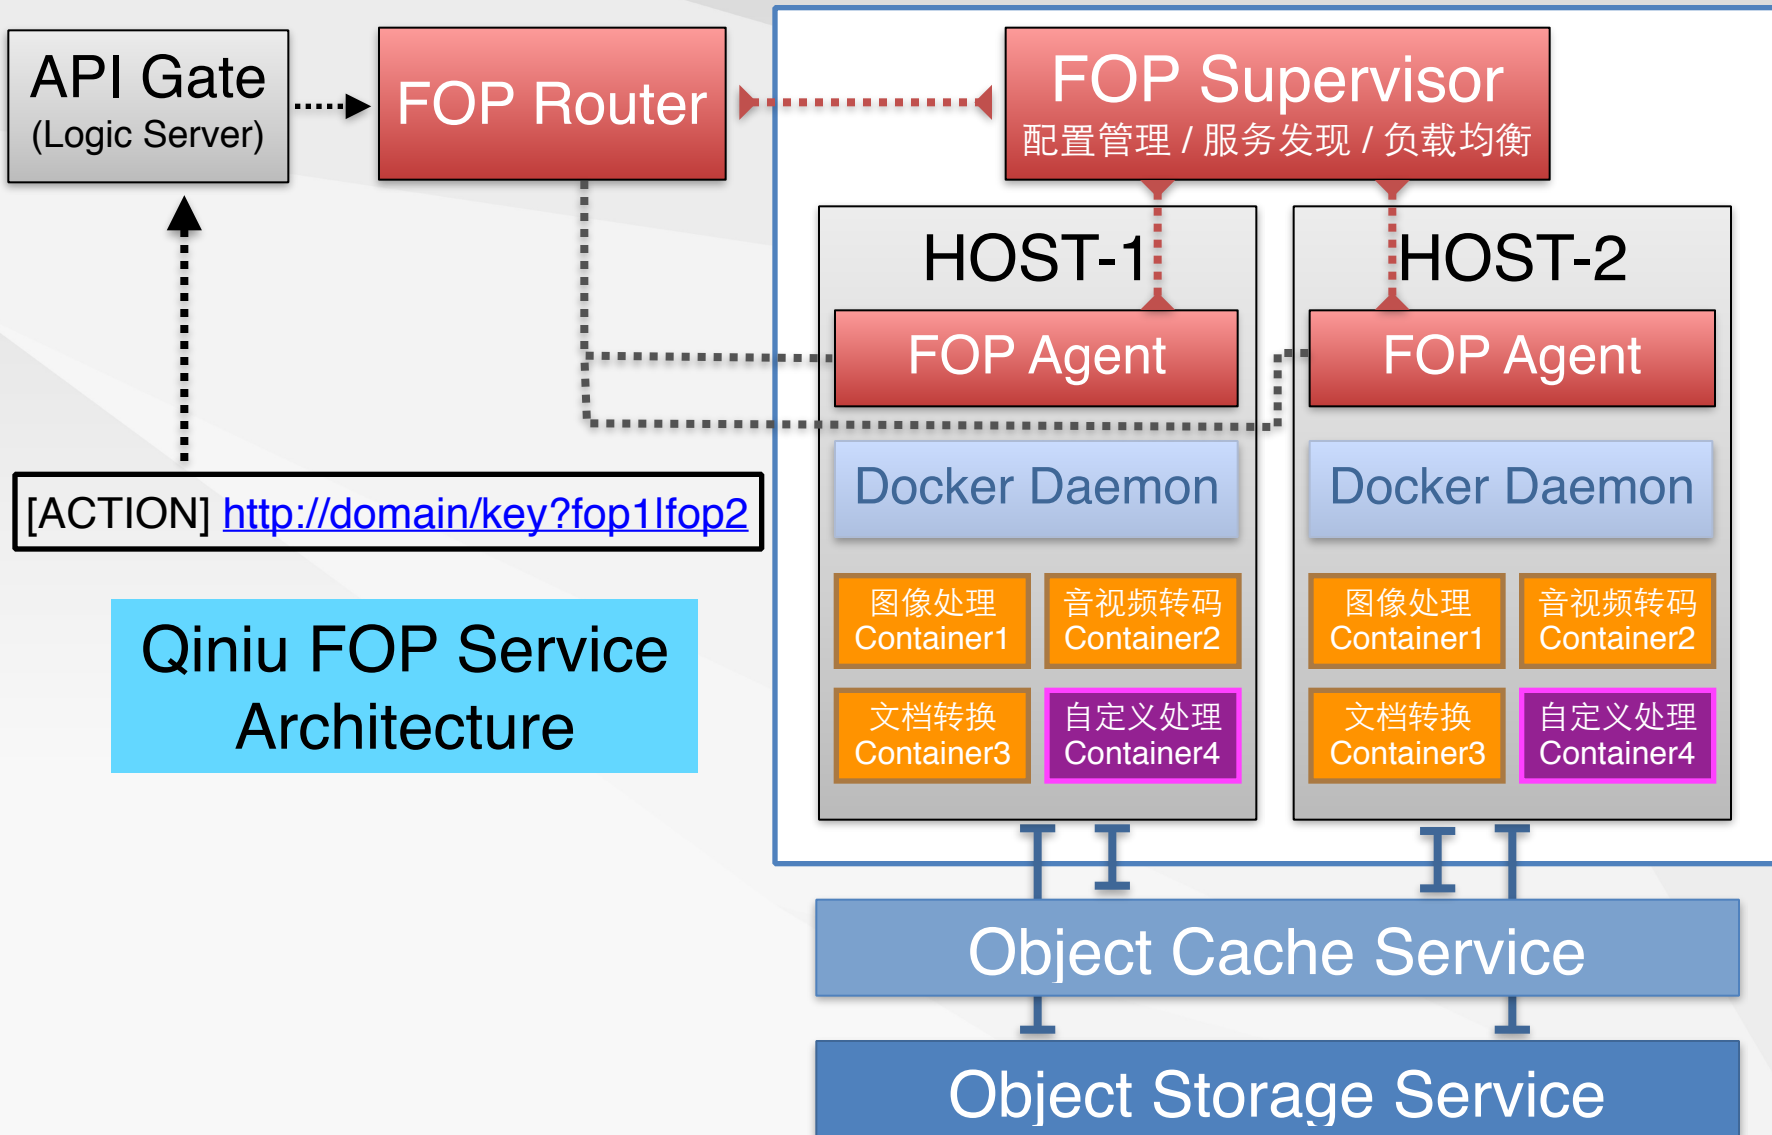 API Gate
(Logic Server)
FOP Router
FOP Supervisor
配置管理 / 服务发现 / 负载均衡
HOST-1
FOP Agent
Docker Daemon
图像处理
Container1
音视频转码
Container2
文档转换
Container3
自定义处理
Container4
HOST-2
FOP Agent
Docker Daemon
图像处理
Container1
音视频转码
Container2
文档转换
Container3
自定义处理
Container4
[ACTION] http://domain/key?fop1|fop2
Qiniu FOP Service
Architecture
Object Cache Service
Object Storage Service